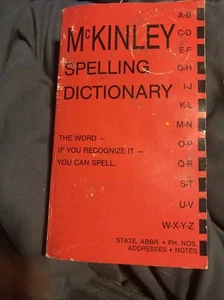 McKINLEY
SPELLING
DICTIONARY
THE WORD —
IF YOU RECOGNIZE IT —
YOU CAN SPELL.
A-B
C-D
E-F
G-H
I-J
K-L
M-N
O-P
Q-R
S-T
U-V
W-X-Y-Z
STATE, ABBR. • PH. NOS.
ADDRESSES • NOTES